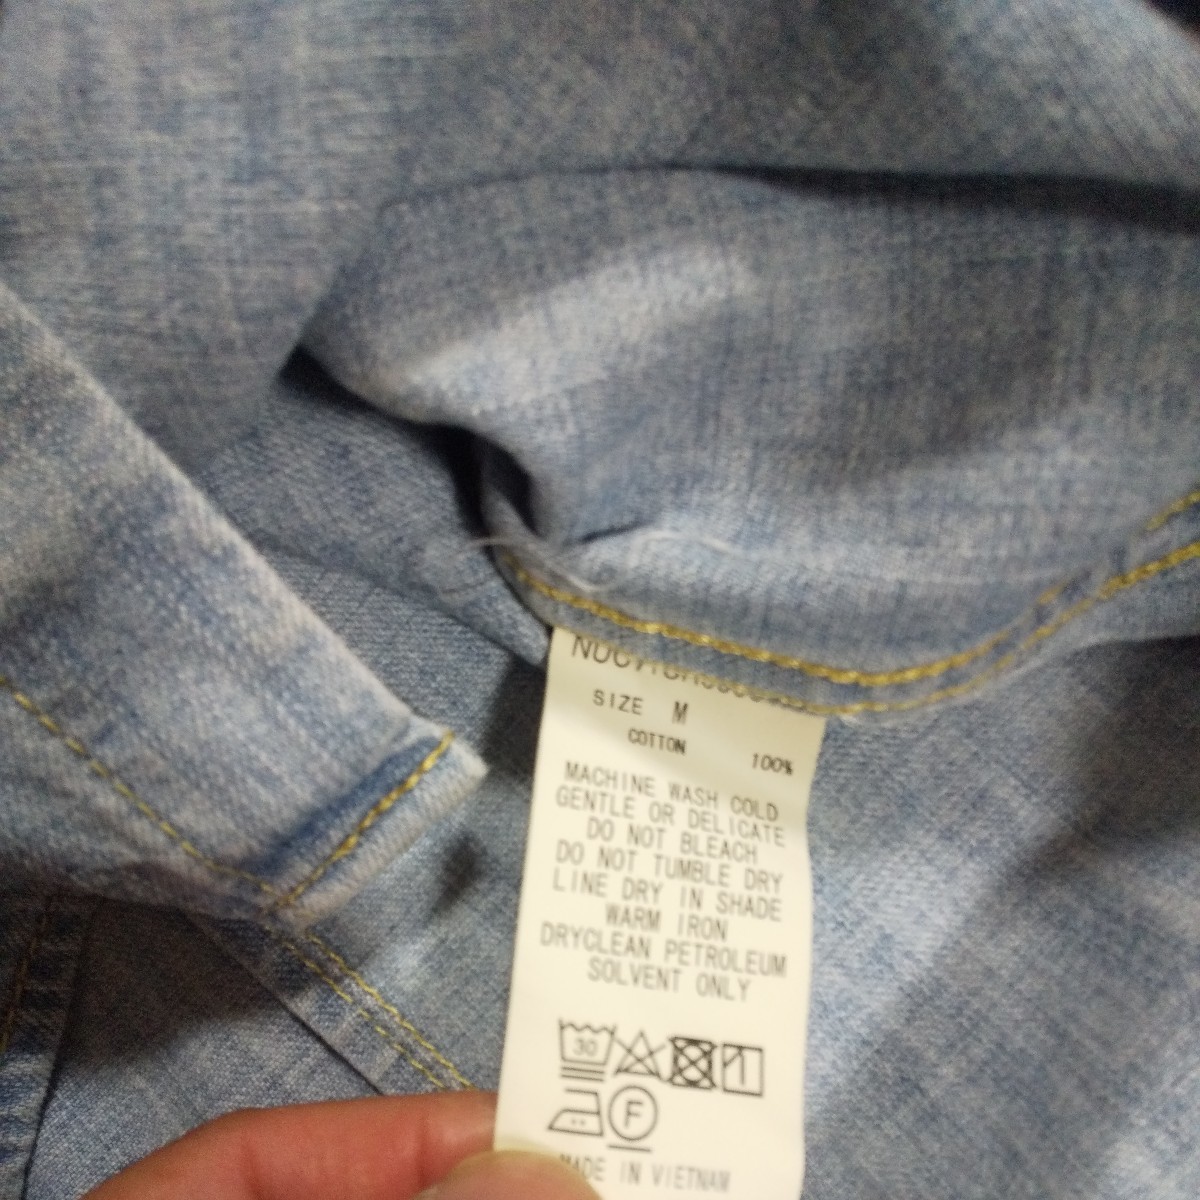 SIZE M
COTTON 100%
MACHINE WASH COLD
GENTLE OR DELICATE
DO NOT BLEACH
DO NOT TUMBLE DRY
LINE DRY IN SHADE
WARM IRON
DRYCLEAN PETROLEUM
SOLVENT ONLY
30
F
MADE IN VIETNAM